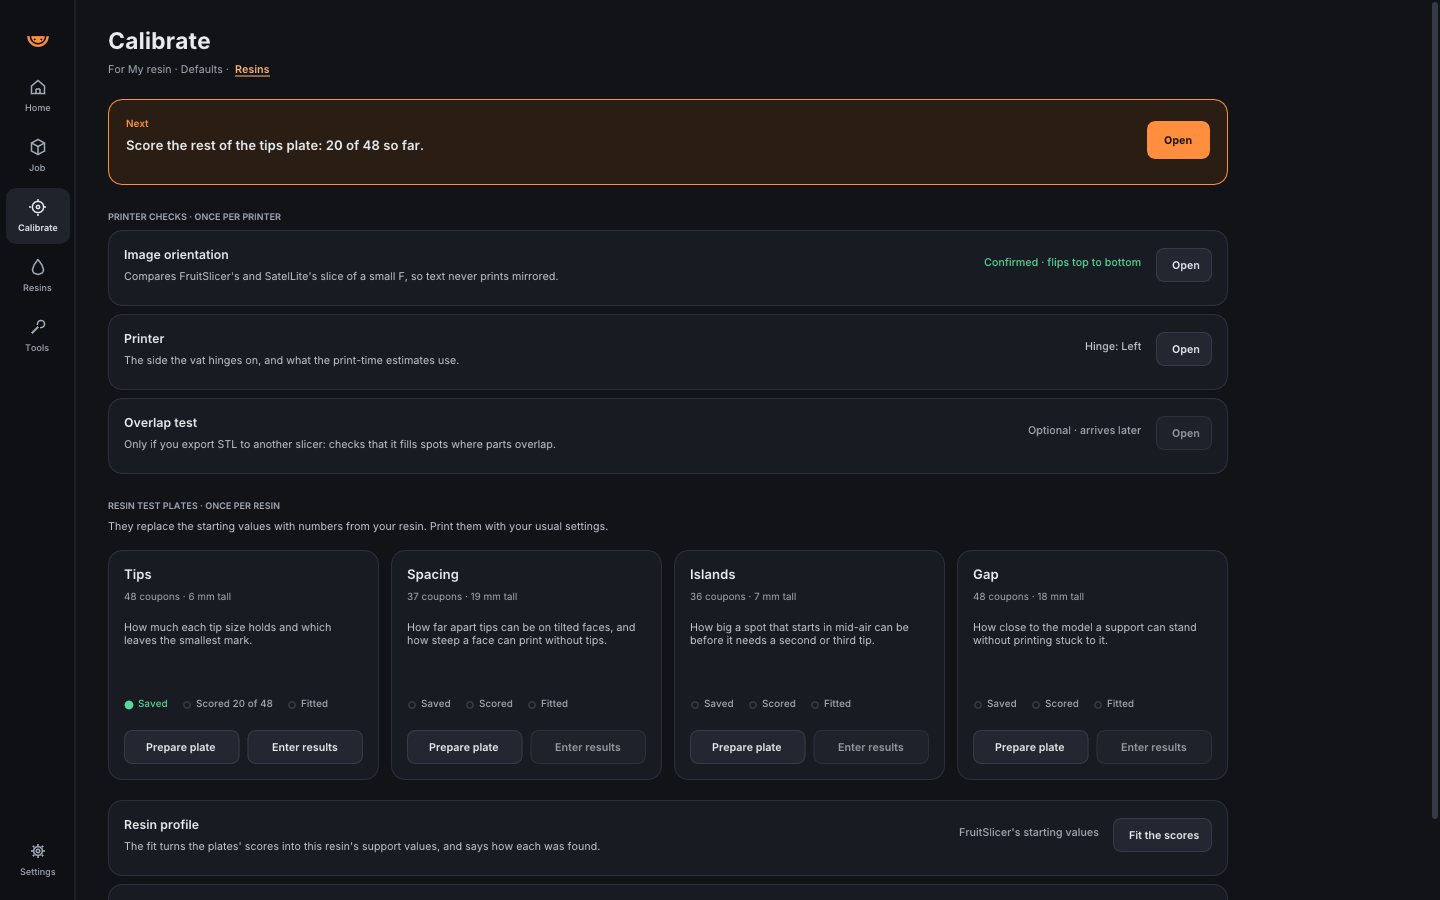 Calibrate
For My resin · Defaults · Resins
Next
Score the rest of the tips plate: 20 of 48 so far.
Open
Home
Job
Calibrate
Resins
Tools
Settings
PRINTER CHECKS · ONCE PER PRINTER
Image orientation
Compares FruitSlicer's and SatelLite's slice of a small F, so text never prints mirrored.
Confirmed · flips top to bottom
Open
Printer
The side the vat hinges on, and what the print-time estimates use.
Hinge: Left
Open
Overlap test
Only if you export STL to another slicer: checks that it fills spots where parts overlap.
Optional · arrives later
Open
RESIN TEST PLATES · ONCE PER RESIN
They replace the starting values with numbers from your resin. Print them with your usual settings.
Tips
48 coupons · 6 mm tall
How much each tip size holds and which
leaves the smallest mark.
Saved
Scored 20 of 48
Fitted
Prepare plate
Enter results
Spacing
37 coupons · 19 mm tall
How far apart tips can be on tilted faces, and
how steep a face can print without tips.
Saved
Scored
Fitted
Prepare plate
Enter results
Islands
36 coupons · 7 mm tall
How big a spot that starts in mid-air can be
before it needs a second or third tip.
Saved
Scored
Fitted
Prepare plate
Enter results
Gap
48 coupons · 18 mm tall
How close to the model a support can stand
without printing stuck to it.
Saved
Scored
Fitted
Prepare plate
Enter results
Resin profile
The fit turns the plates' scores into this resin's support values, and says how each was found.
FruitSlicer's starting values
Fit the scores